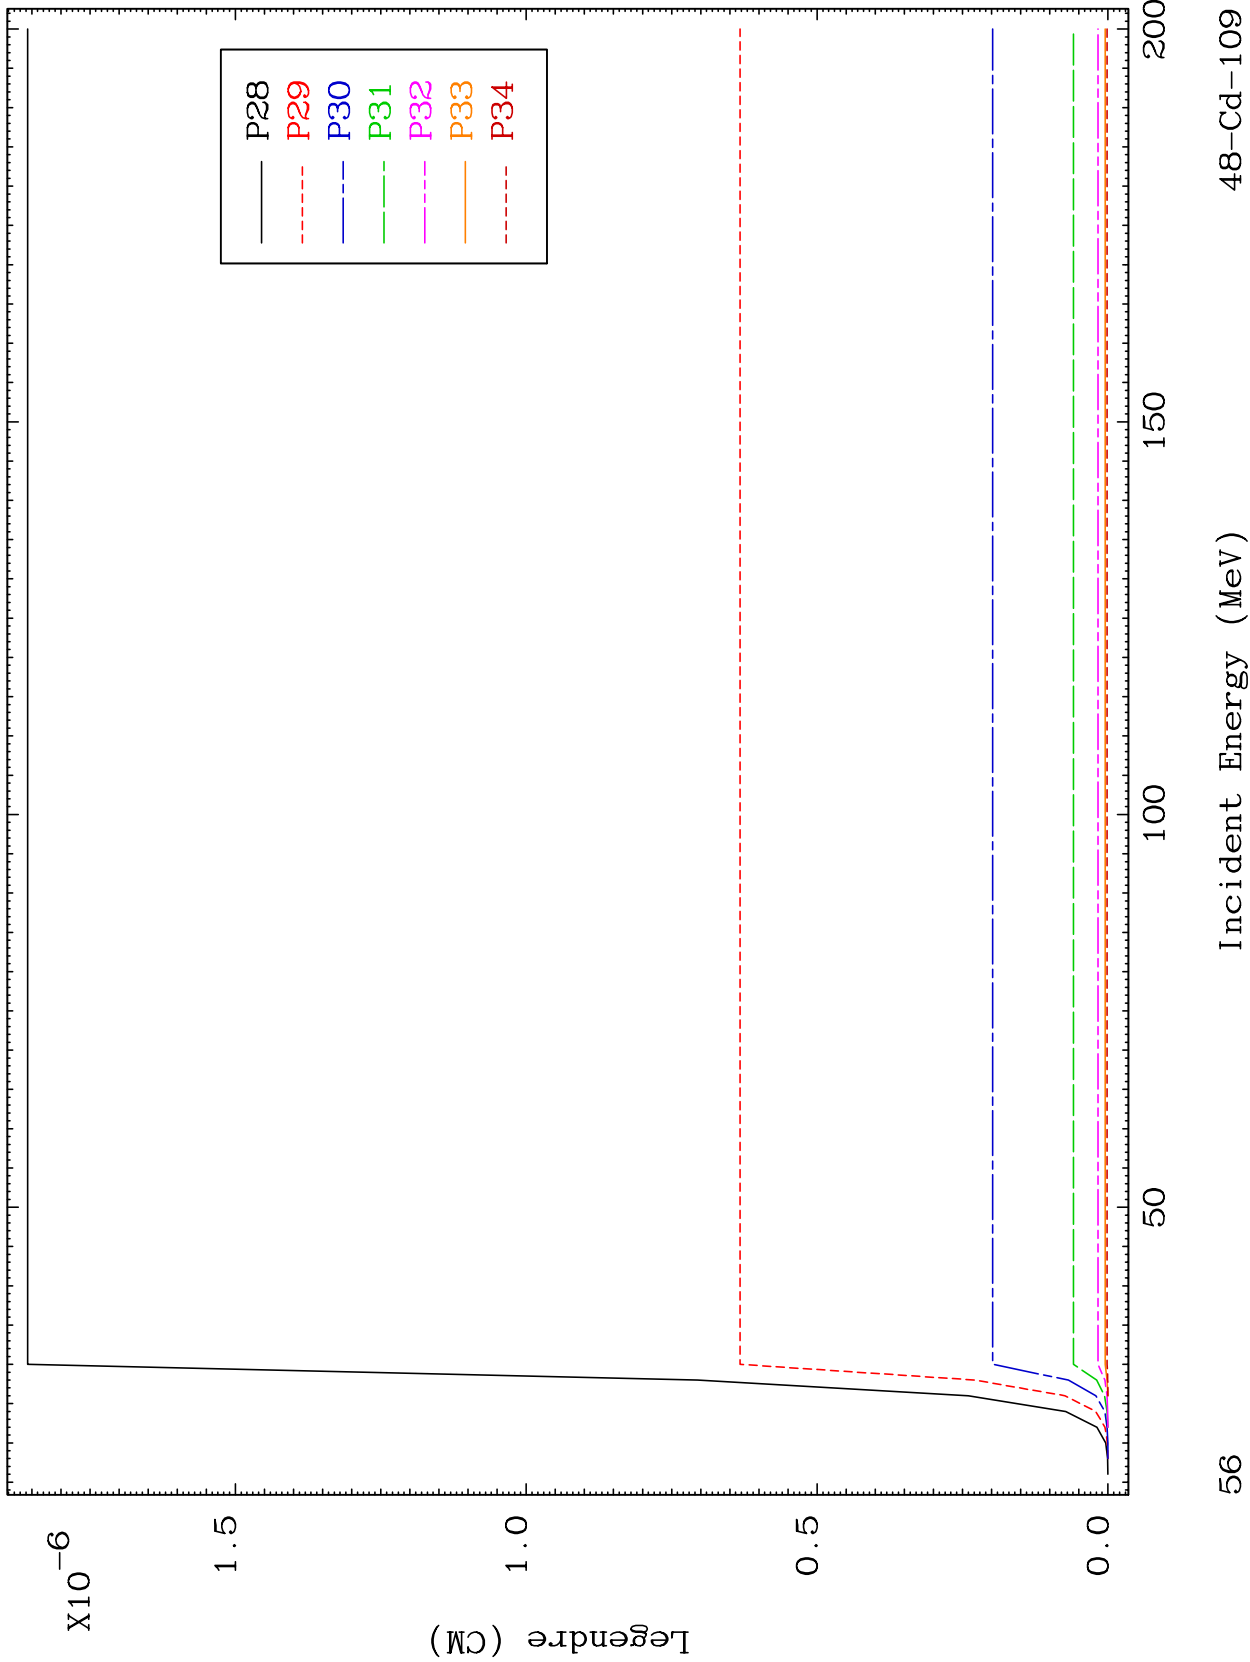 X10
-6
1.5
1.0
0.5
0.0
Legendre (CM)
P28
P29
P30
P31
P32
P33
P34
50
100
150
200
Incident Energy (MeV)
56
48-Cd-109